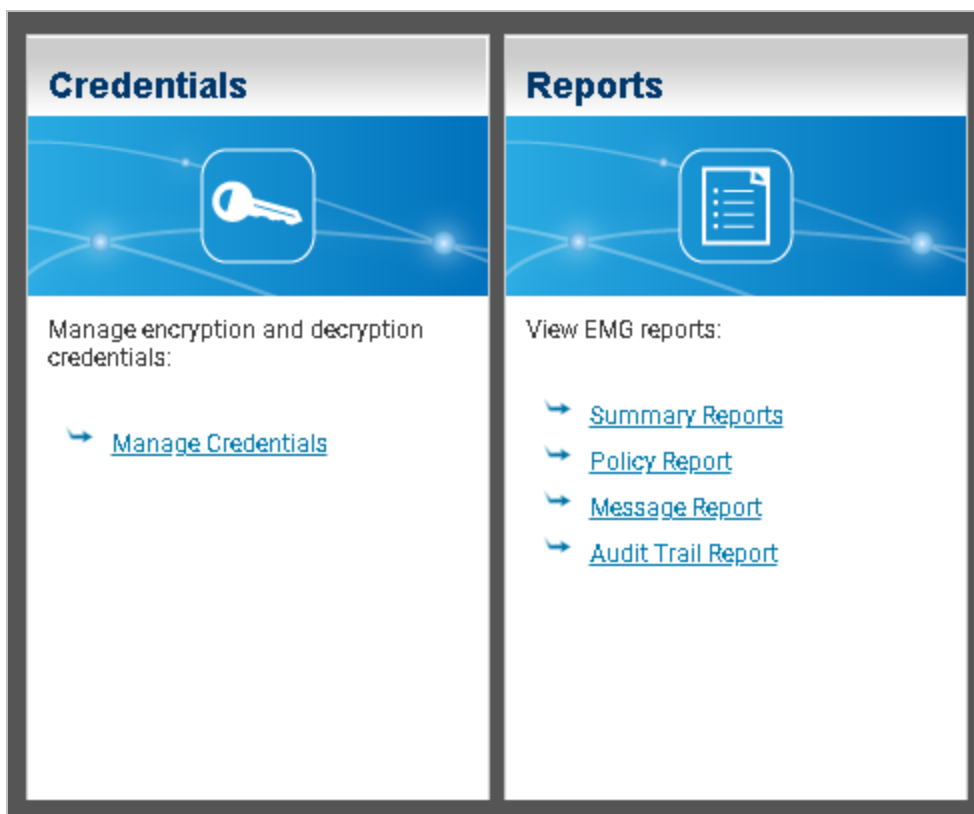 Credentials
Manage encryption and decryption
credentials:
Manage Credentials
Reports
View EMG reports:
Summary Reports
Policy Report
Message Report
Audit Trail Report